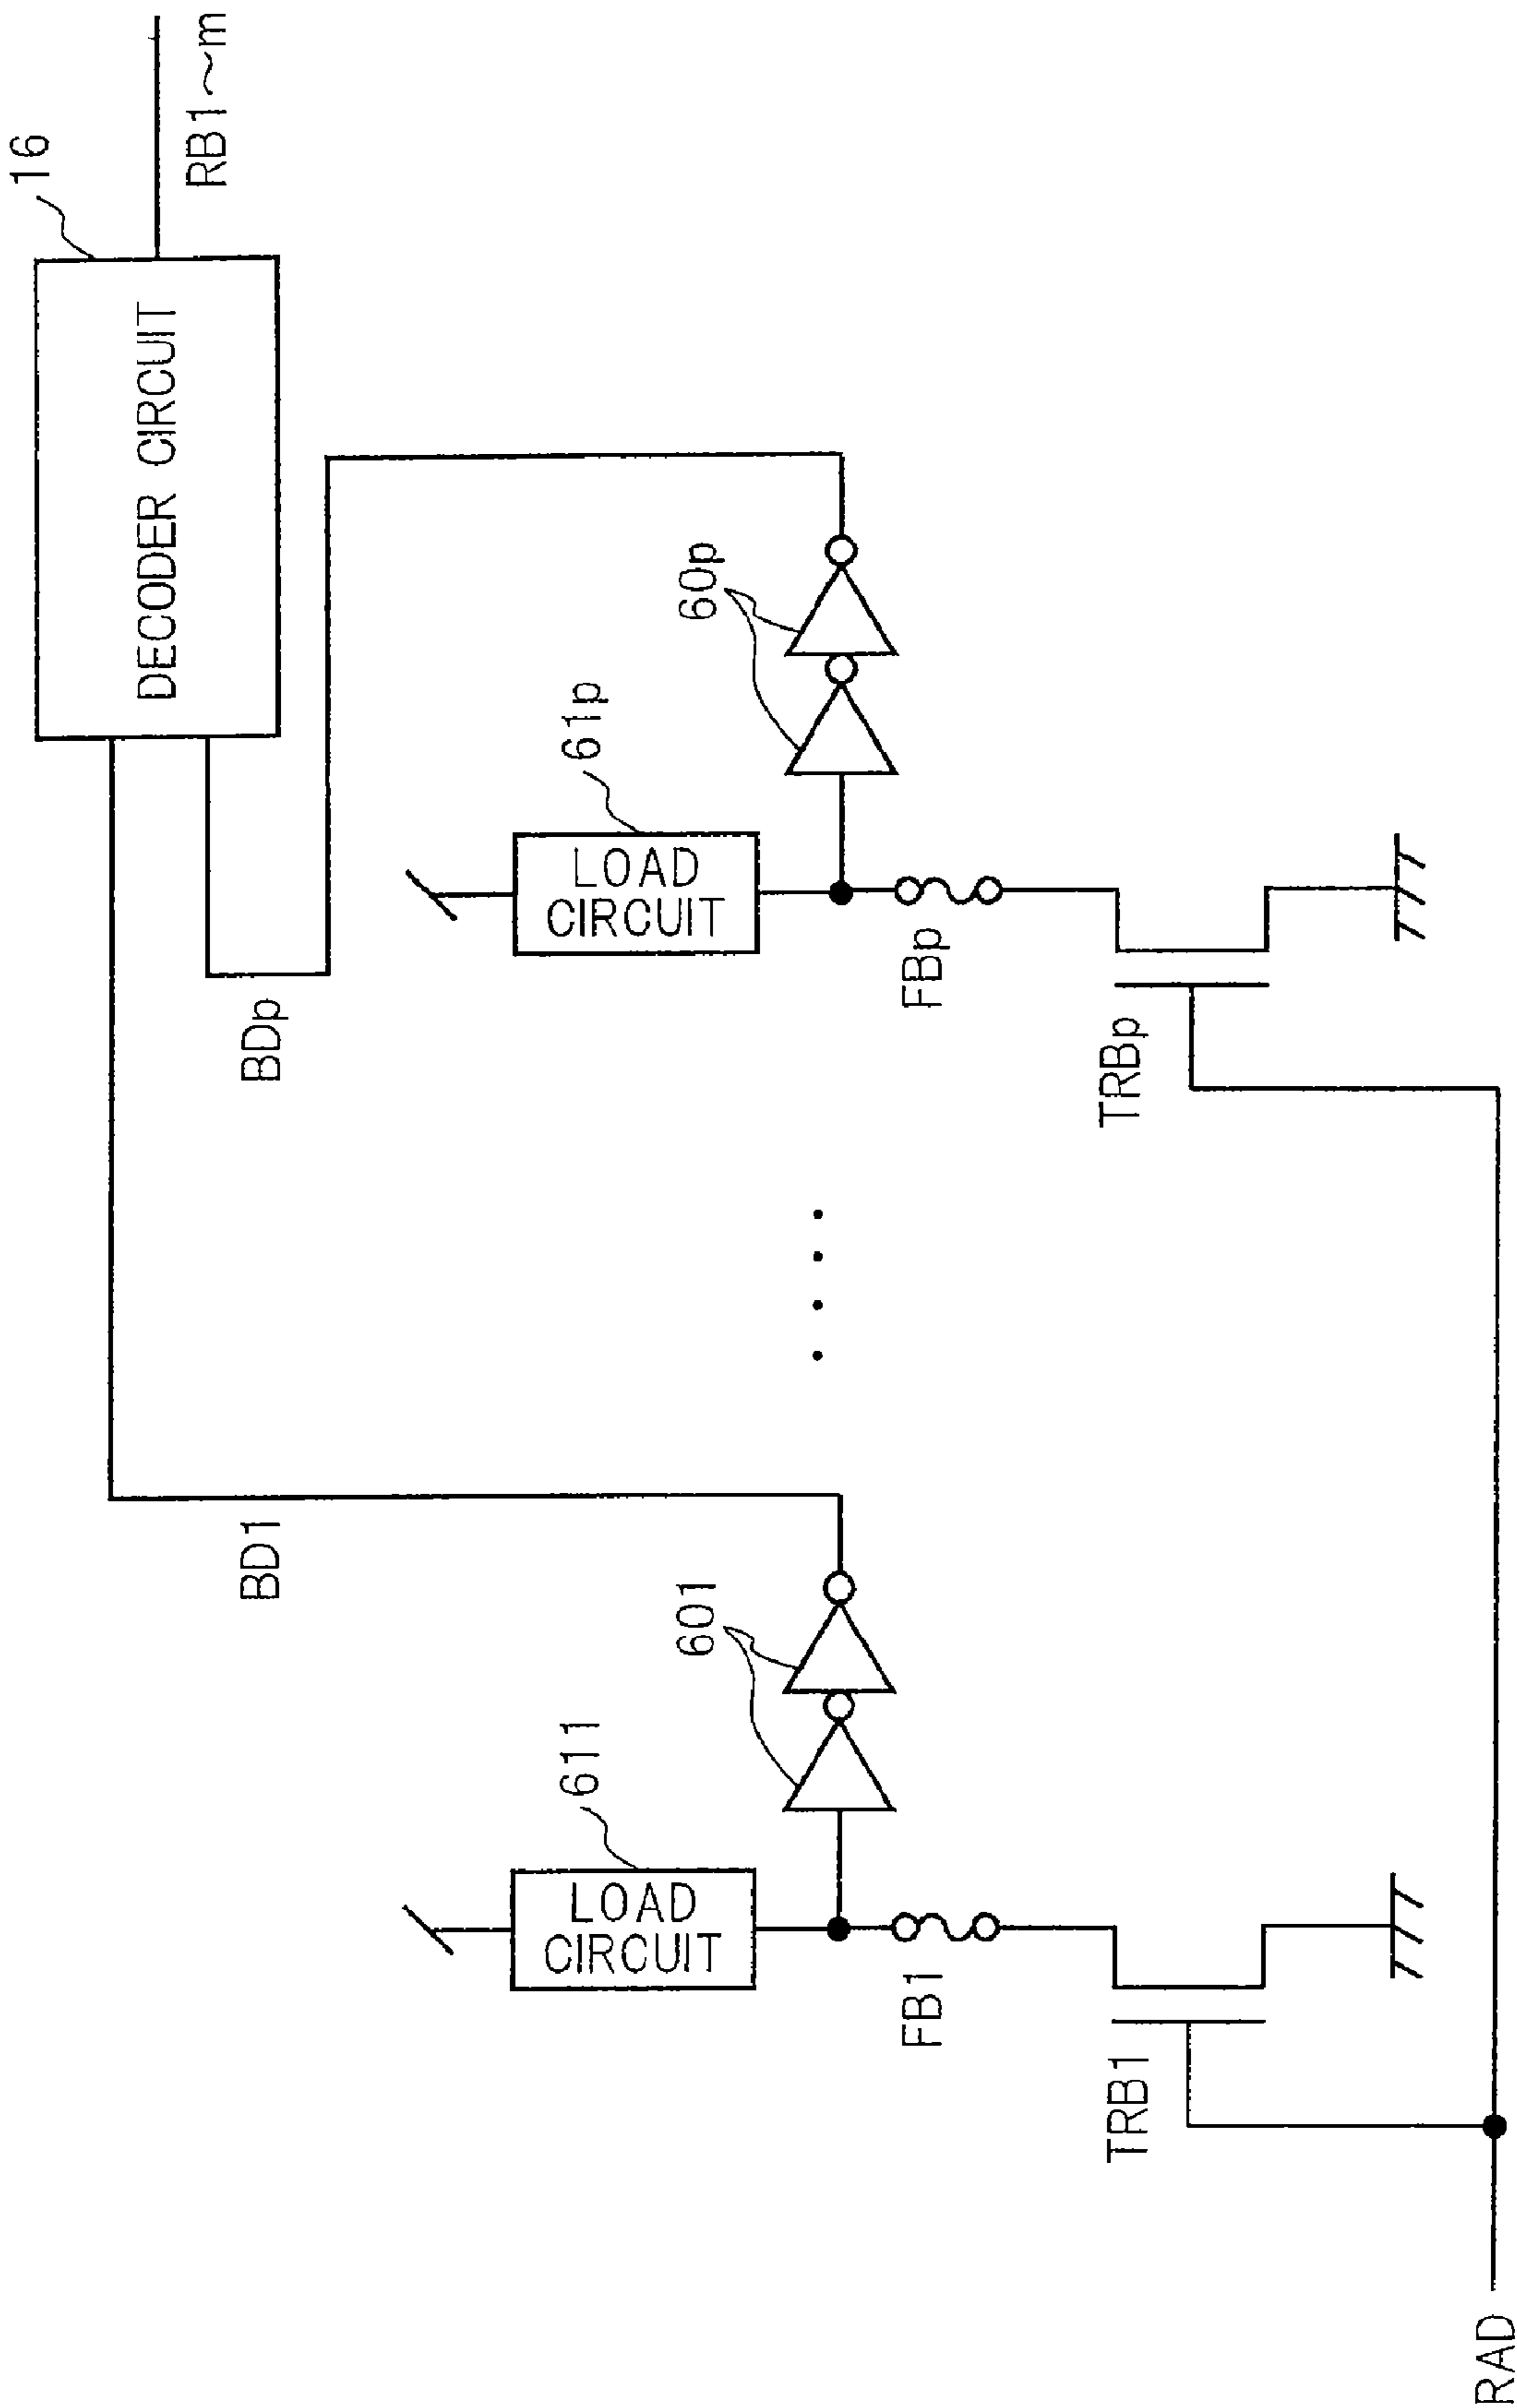 16
DECODER CIRCUIT
RB1~m
BD1
BDp
611
LOAD
CIRCUIT
601
61p
LOAD
CIRCUIT
60p
FB1
FBp
TRB1
TRBp
RAD